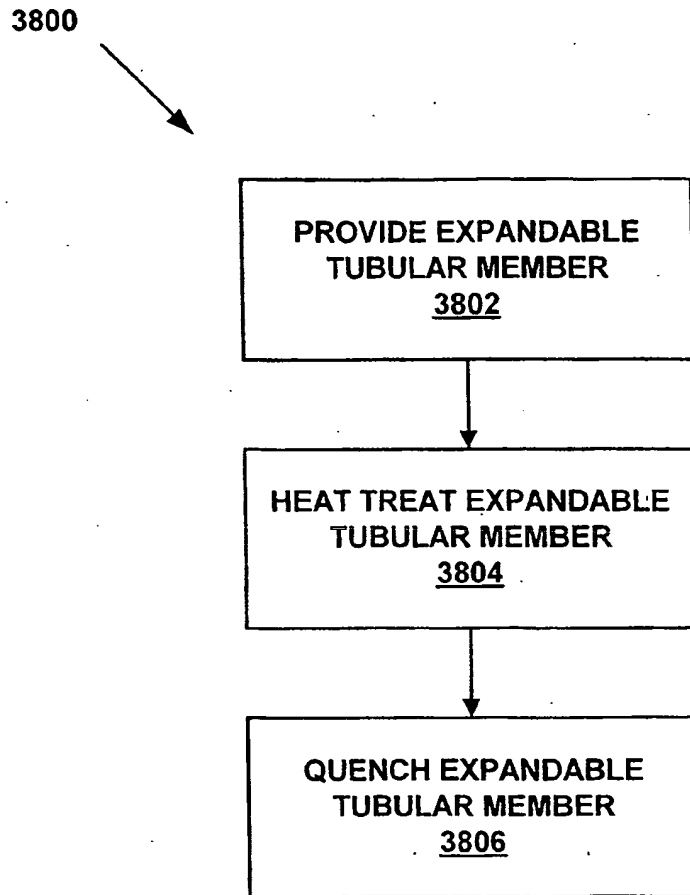 3800
PROVIDE EXPANDABLE
TUBULAR MEMBER
3802
HEAT TREAT EXPANDABLE
TUBULAR MEMBER
3804
QUENCH EXPANDABLE
TUBULAR MEMBER
3806